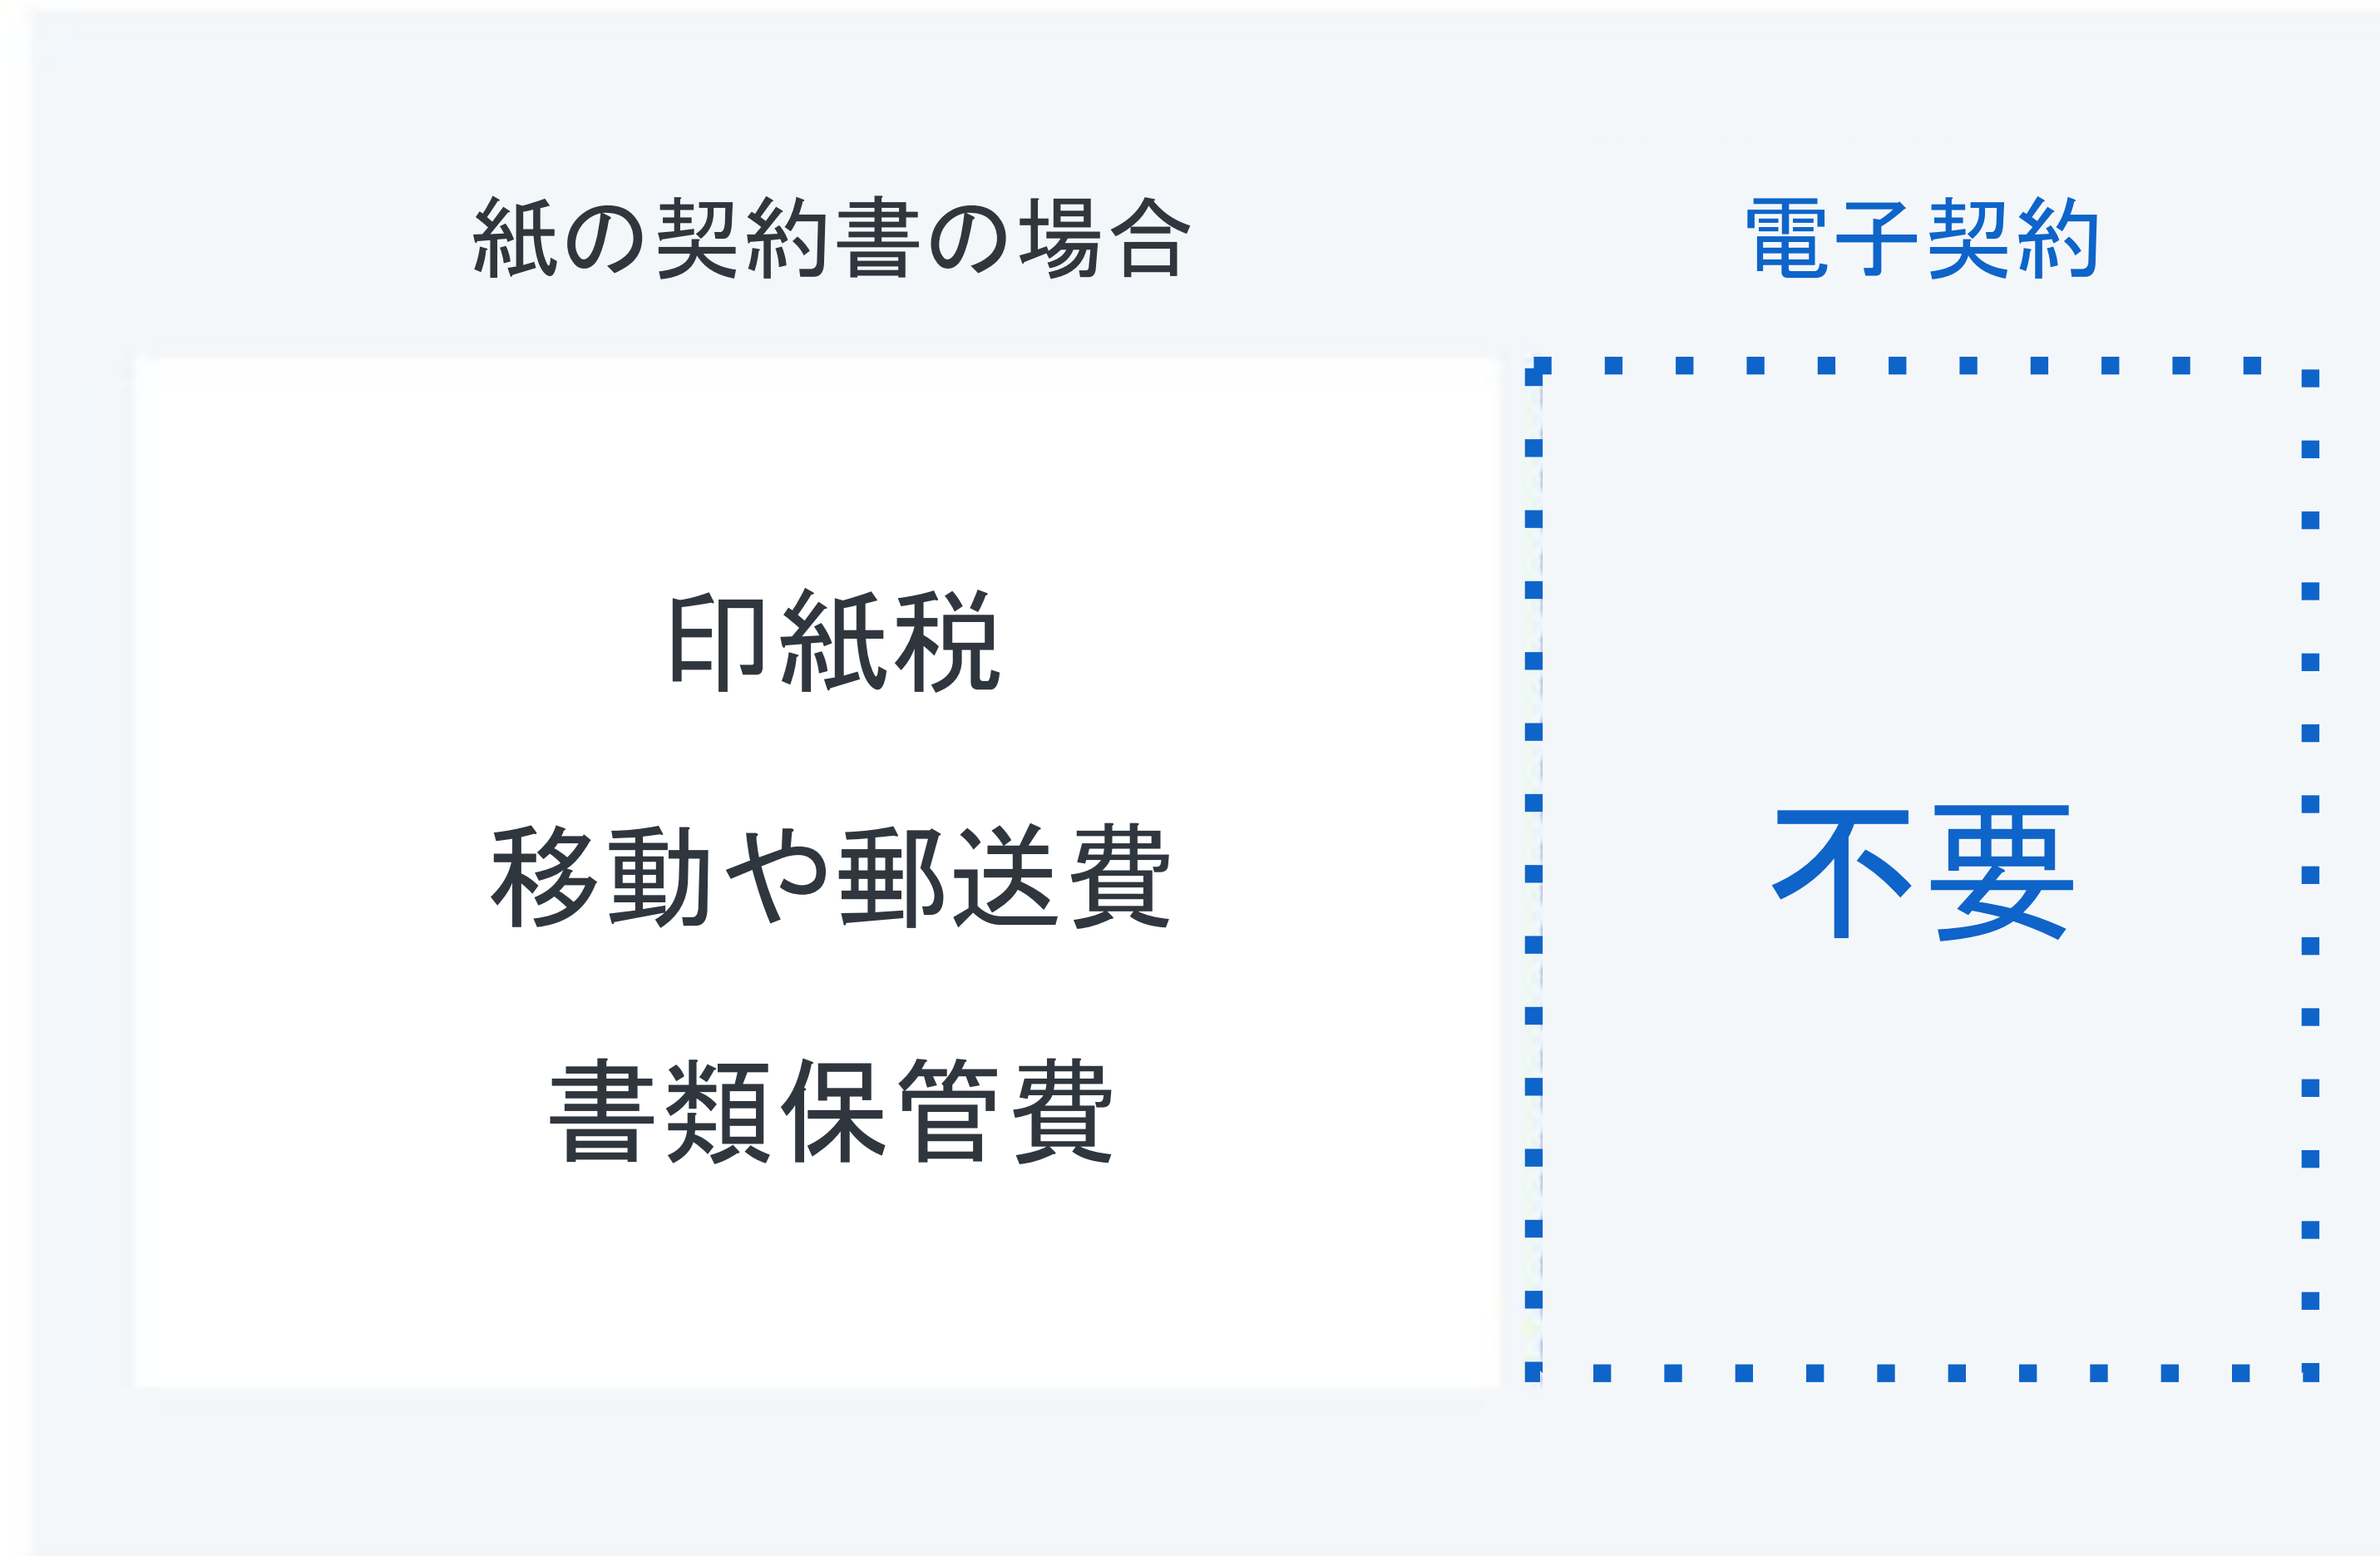 紙の契約書の場合
電子契約
印紙税
移動や郵送費
書類保管費
不要